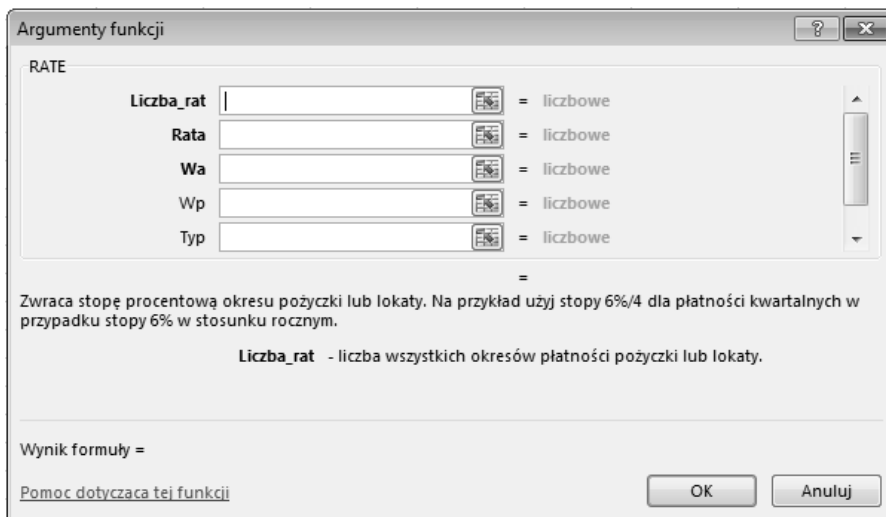 Argumenty funkcji
RATE
Liczba_rat = liczbowe
Rata = liczbowe
Wa = liczbowe
Wp = liczbowe
Typ = liczbowe
=
Zwraca stopę procentową okresu pożyczki lub lokaty. Na przykład użyj stopy 6%/4 dla płatności kwartalnych w
przypadku stopy 6% w stosunku rocznym.
Liczba_rat - liczba wszystkich okresów płatności pożyczki lub lokaty.
Wynik formuły =
Pomoc dotycząca tej funkcji
OK
Anuluj